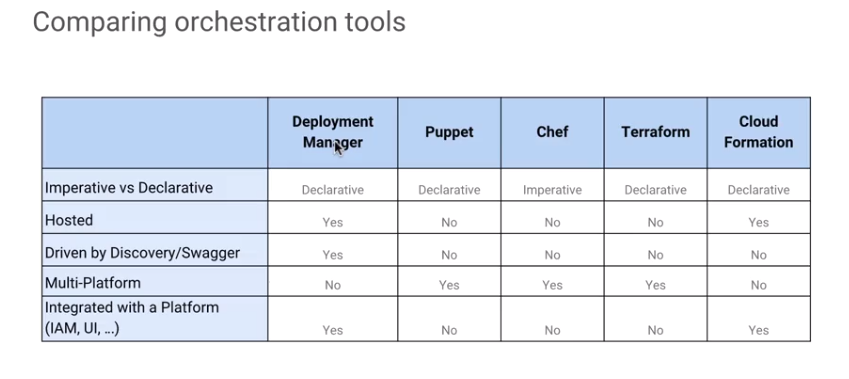 Comparing orchestration tools
Deployment Manager Puppet Chef Terraform Cloud Formation
Imperative vs Declarative Declarative Declarative Imperative Declarative Declarative
Hosted Yes No No No Yes
Driven by Discovery/Swagger Yes No No No No
Multi-Platform No Yes Yes Yes No
Integrated with a Platform
(IAM, UI, ...) Yes No No No Yes